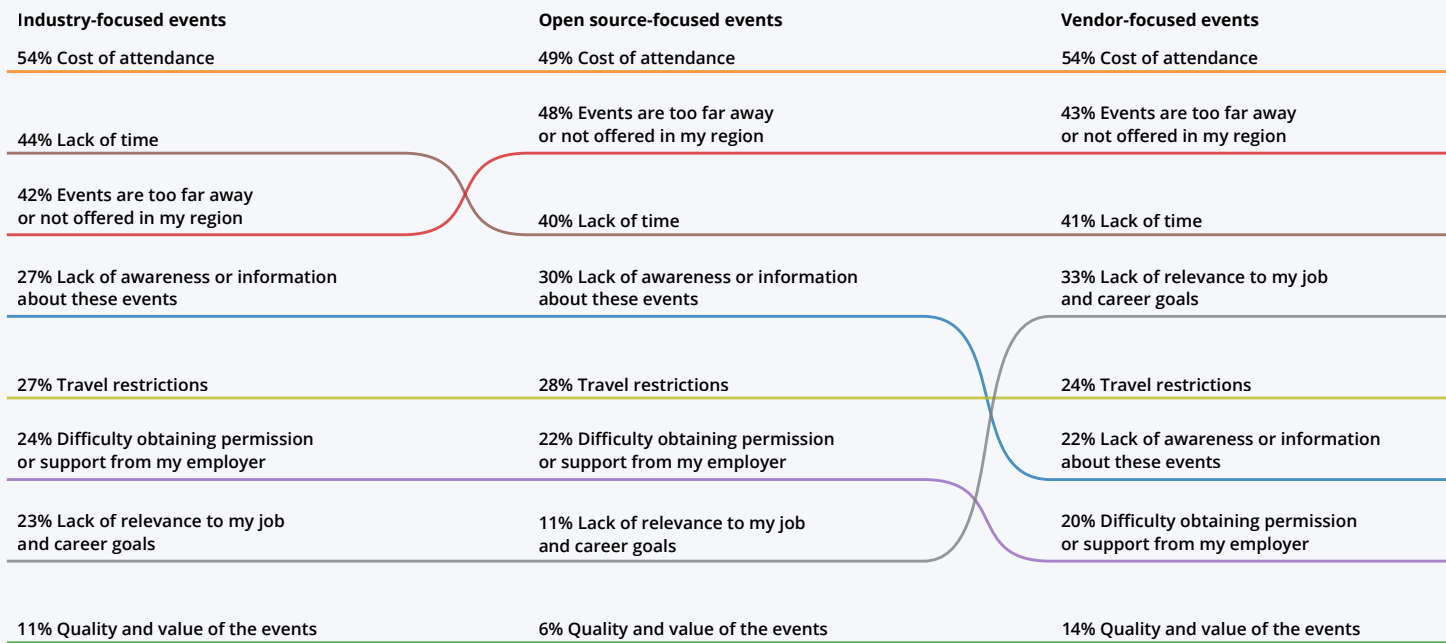 Industry-focused events
54% Cost of attendance
44% Lack of time
42% Events are too far away
or not offered in my region
27% Lack of awareness or information
about these events
27% Travel restrictions
24% Difficulty obtaining permission
or support from my employer
23% Lack of relevance to my job
and career goals
11% Quality and value of the events
Open source-focused events
49% Cost of attendance
48% Events are too far away
or not offered in my region
40% Lack of time
30% Lack of awareness or information
about these events
28% Travel restrictions
22% Difficulty obtaining permission
or support from my employer
11% Lack of relevance to my job
and career goals
6% Quality and value of the events
Vendor-focused events
54% Cost of attendance
43% Events are too far away
or not offered in my region
41% Lack of time
33% Lack of relevance to my job
and career goals
24% Travel restrictions
22% Lack of awareness or information
about these events
20% Difficulty obtaining permission
or support from my employer
14% Quality and value of the events